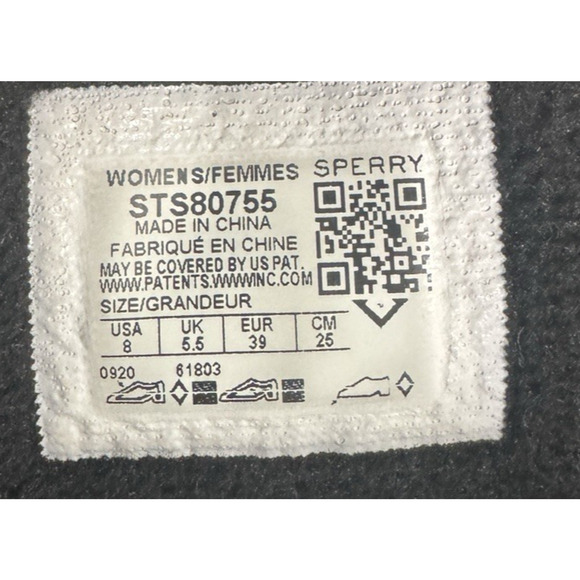 WOMENS/FEMMES SPERRY
STS80755
MADE IN CHINA
FABRIQUÉ EN CHINE
MAY BE COVERED BY US PAT.
WWW.PATENTS.WWWINC.COM
SIZE/GRANDEUR
USA UK EUR CM
8 5.5 39 25
0920 61803